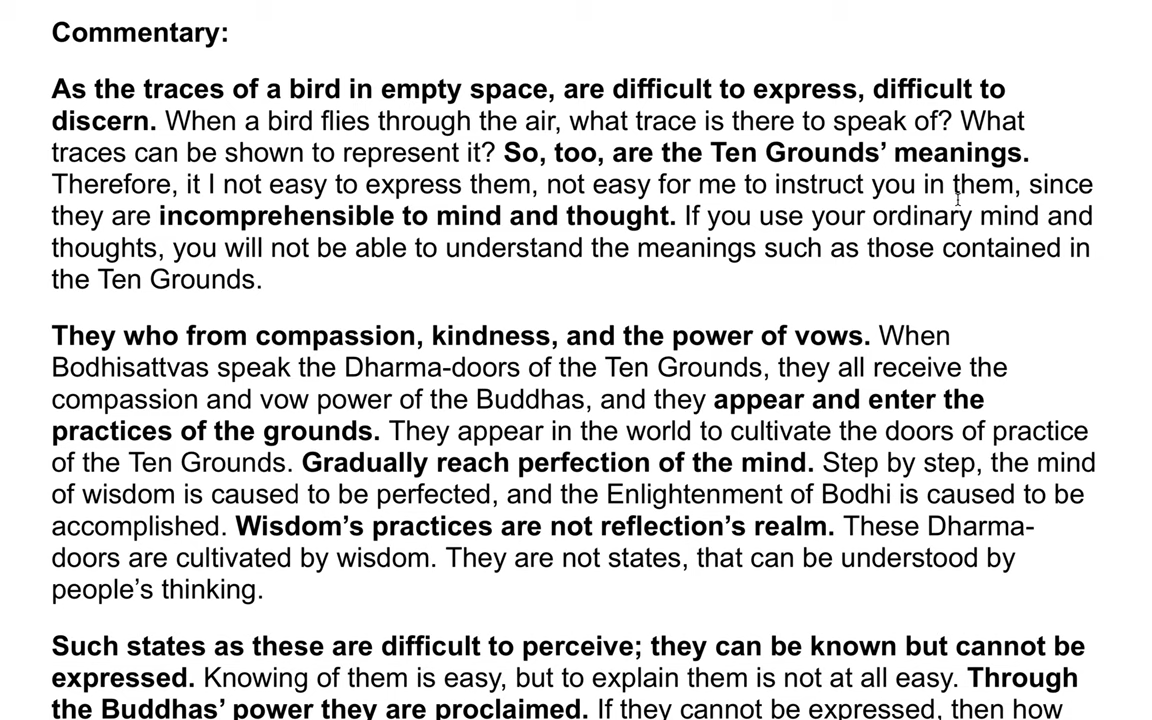 Commentary:
As the traces of a bird in empty space, are difficult to express, difficult to
discern. When a bird flies through the air, what trace is there to speak of? What
traces can be shown to represent it? So, too, are the Ten Grounds’ meanings.
Therefore, it I not easy to express them, not easy for me to instruct you in them, since
they are incomprehensible to mind and thought. If you use your ordinary mind and
thoughts, you will not be able to understand the meanings such as those contained in
the Ten Grounds.
They who from compassion, kindness, and the power of vows. When
Bodhisattvas speak the Dharma-doors of the Ten Grounds, they all receive the
compassion and vow power of the Buddhas, and they appear and enter the
practices of the grounds. They appear in the world to cultivate the doors of practice
of the Ten Grounds. Gradually reach perfection of the mind. Step by step, the mind
of wisdom is caused to be perfected, and the Enlightenment of Bodhi is caused to be
accomplished. Wisdom’s practices are not reflection’s realm. These Dharma-
doors are cultivated by wisdom. They are not states, that can be understood by
people’s thinking.
Such states as these are difficult to perceive; they can be known but cannot be
expressed. Knowing of them is easy, but to explain them is not at all easy. Through
the Buddhas’ power they are proclaimed. If they cannot be expressed, then how